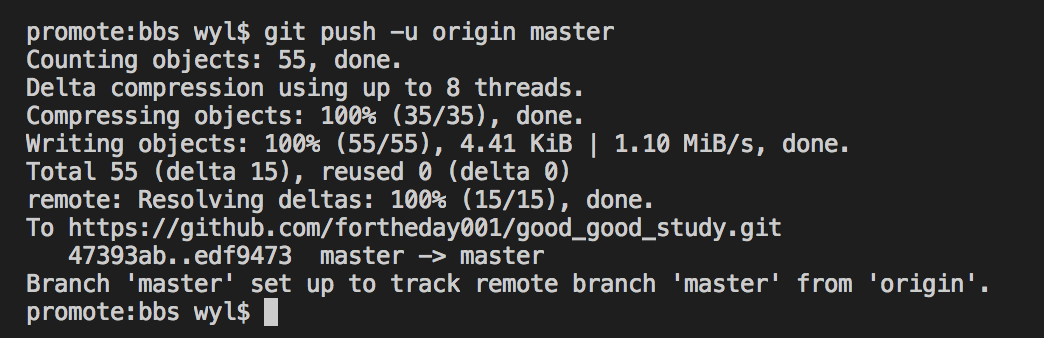 promote:bbs wyl$ git push -u origin master
Counting objects: 55, done.
Delta compression using up to 8 threads.
Compressing objects: 100% (35/35), done.
Writing objects: 100% (55/55), 4.41 KiB | 1.10 MiB/s, done.
Total 55 (delta 15), reused 0 (delta 0)
remote: Resolving deltas: 100% (15/15), done.
To https://github.com/fortheday001/good_good_study.git
   47393ab..edf9473  master -> master
Branch 'master' set up to track remote branch 'master' from 'origin'.
promote:bbs wyl$